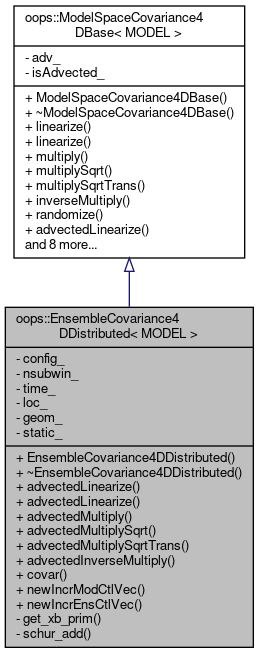 oops::ModelSpaceCovariance4
DBase< MODEL >
- adv_
- isAdvected_
+ ModelSpaceCovariance4DBase()
+ ~ModelSpaceCovariance4DBase()
+ linearize()
+ linearize()
+ multiply()
+ multiplySqrt()
+ multiplySqrtTrans()
+ inverseMultiply()
+ randomize()
+ advectedLinearize()
and 8 more...
oops::EnsembleCovariance4
DDistributed< MODEL >
- config_
- nsubwin_
- time_
- loc_
- geom_
- static_
+ EnsembleCovariance4DDistributed()
+ ~EnsembleCovariance4DDistributed()
+ advectedLinearize()
+ advectedLinearize()
+ advectedMultiply()
+ advectedMultiplySqrt()
+ advectedMultiplySqrtTrans()
+ advectedInverseMultiply()
+ covar()
+ newIncrModCtlVec()
+ newIncrEnsCtlVec()
- get_xb_prim()
- schur_add()